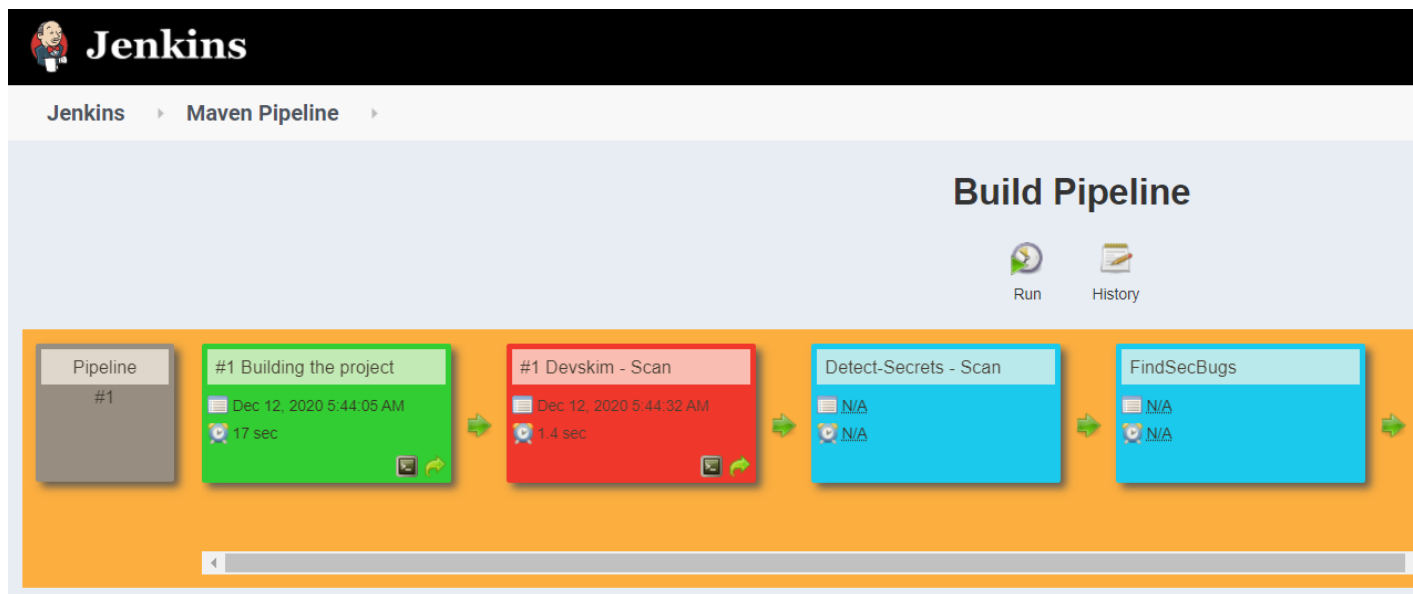 Jenkins
Jenkins Maven Pipeline
Build Pipeline
Run History
Pipeline
#1
#1 Building the project
Dec 12, 2020 5:44:05 AM
17 sec
#1 Devskim - Scan
Dec 12, 2020 5:44:32 AM
1.4 sec
Detect-Secrets - Scan
N/A
N/A
FindSecBugs
N/A
N/A